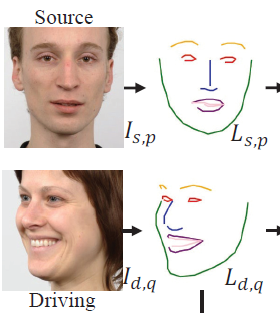 Source
I_{s,p}
L_{s,p}
I_{d,q}
L_{d,q}
Driving